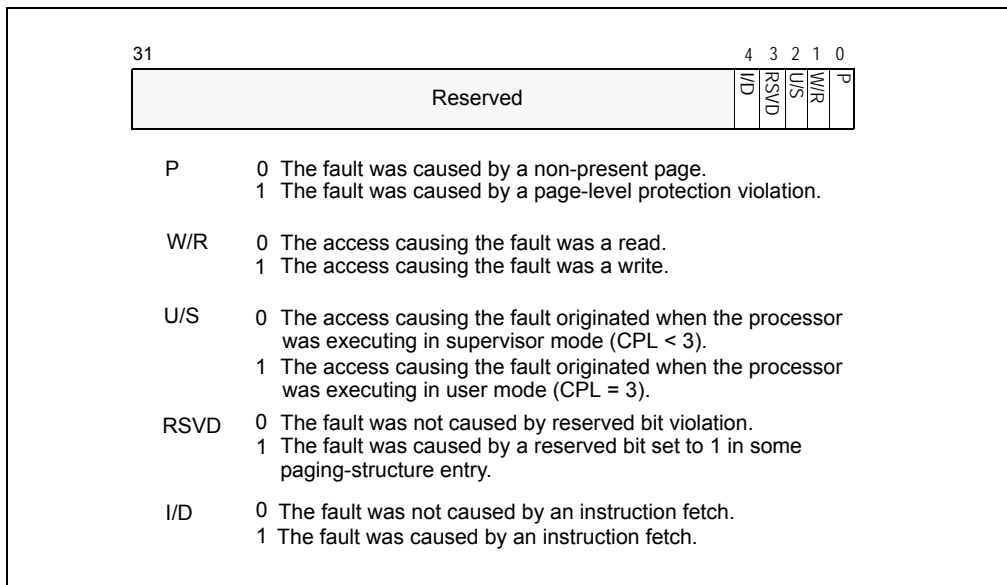 31 4 3 2 1 0
Reserved I/D RSVD U/S W/R P
P 0 The fault was caused by a non-present page.
1 The fault was caused by a page-level protection violation.
W/R 0 The access causing the fault was a read.
1 The access causing the fault was a write.
U/S 0 The access causing the fault originated when the processor
was executing in supervisor mode (CPL < 3).
1 The access causing the fault originated when the processor
was executing in user mode (CPL = 3).
RSVD 0 The fault was not caused by reserved bit violation.
1 The fault was caused by a reserved bit set to 1 in some
paging-structure entry.
I/D 0 The fault was not caused by an instruction fetch.
1 The fault was caused by an instruction fetch.